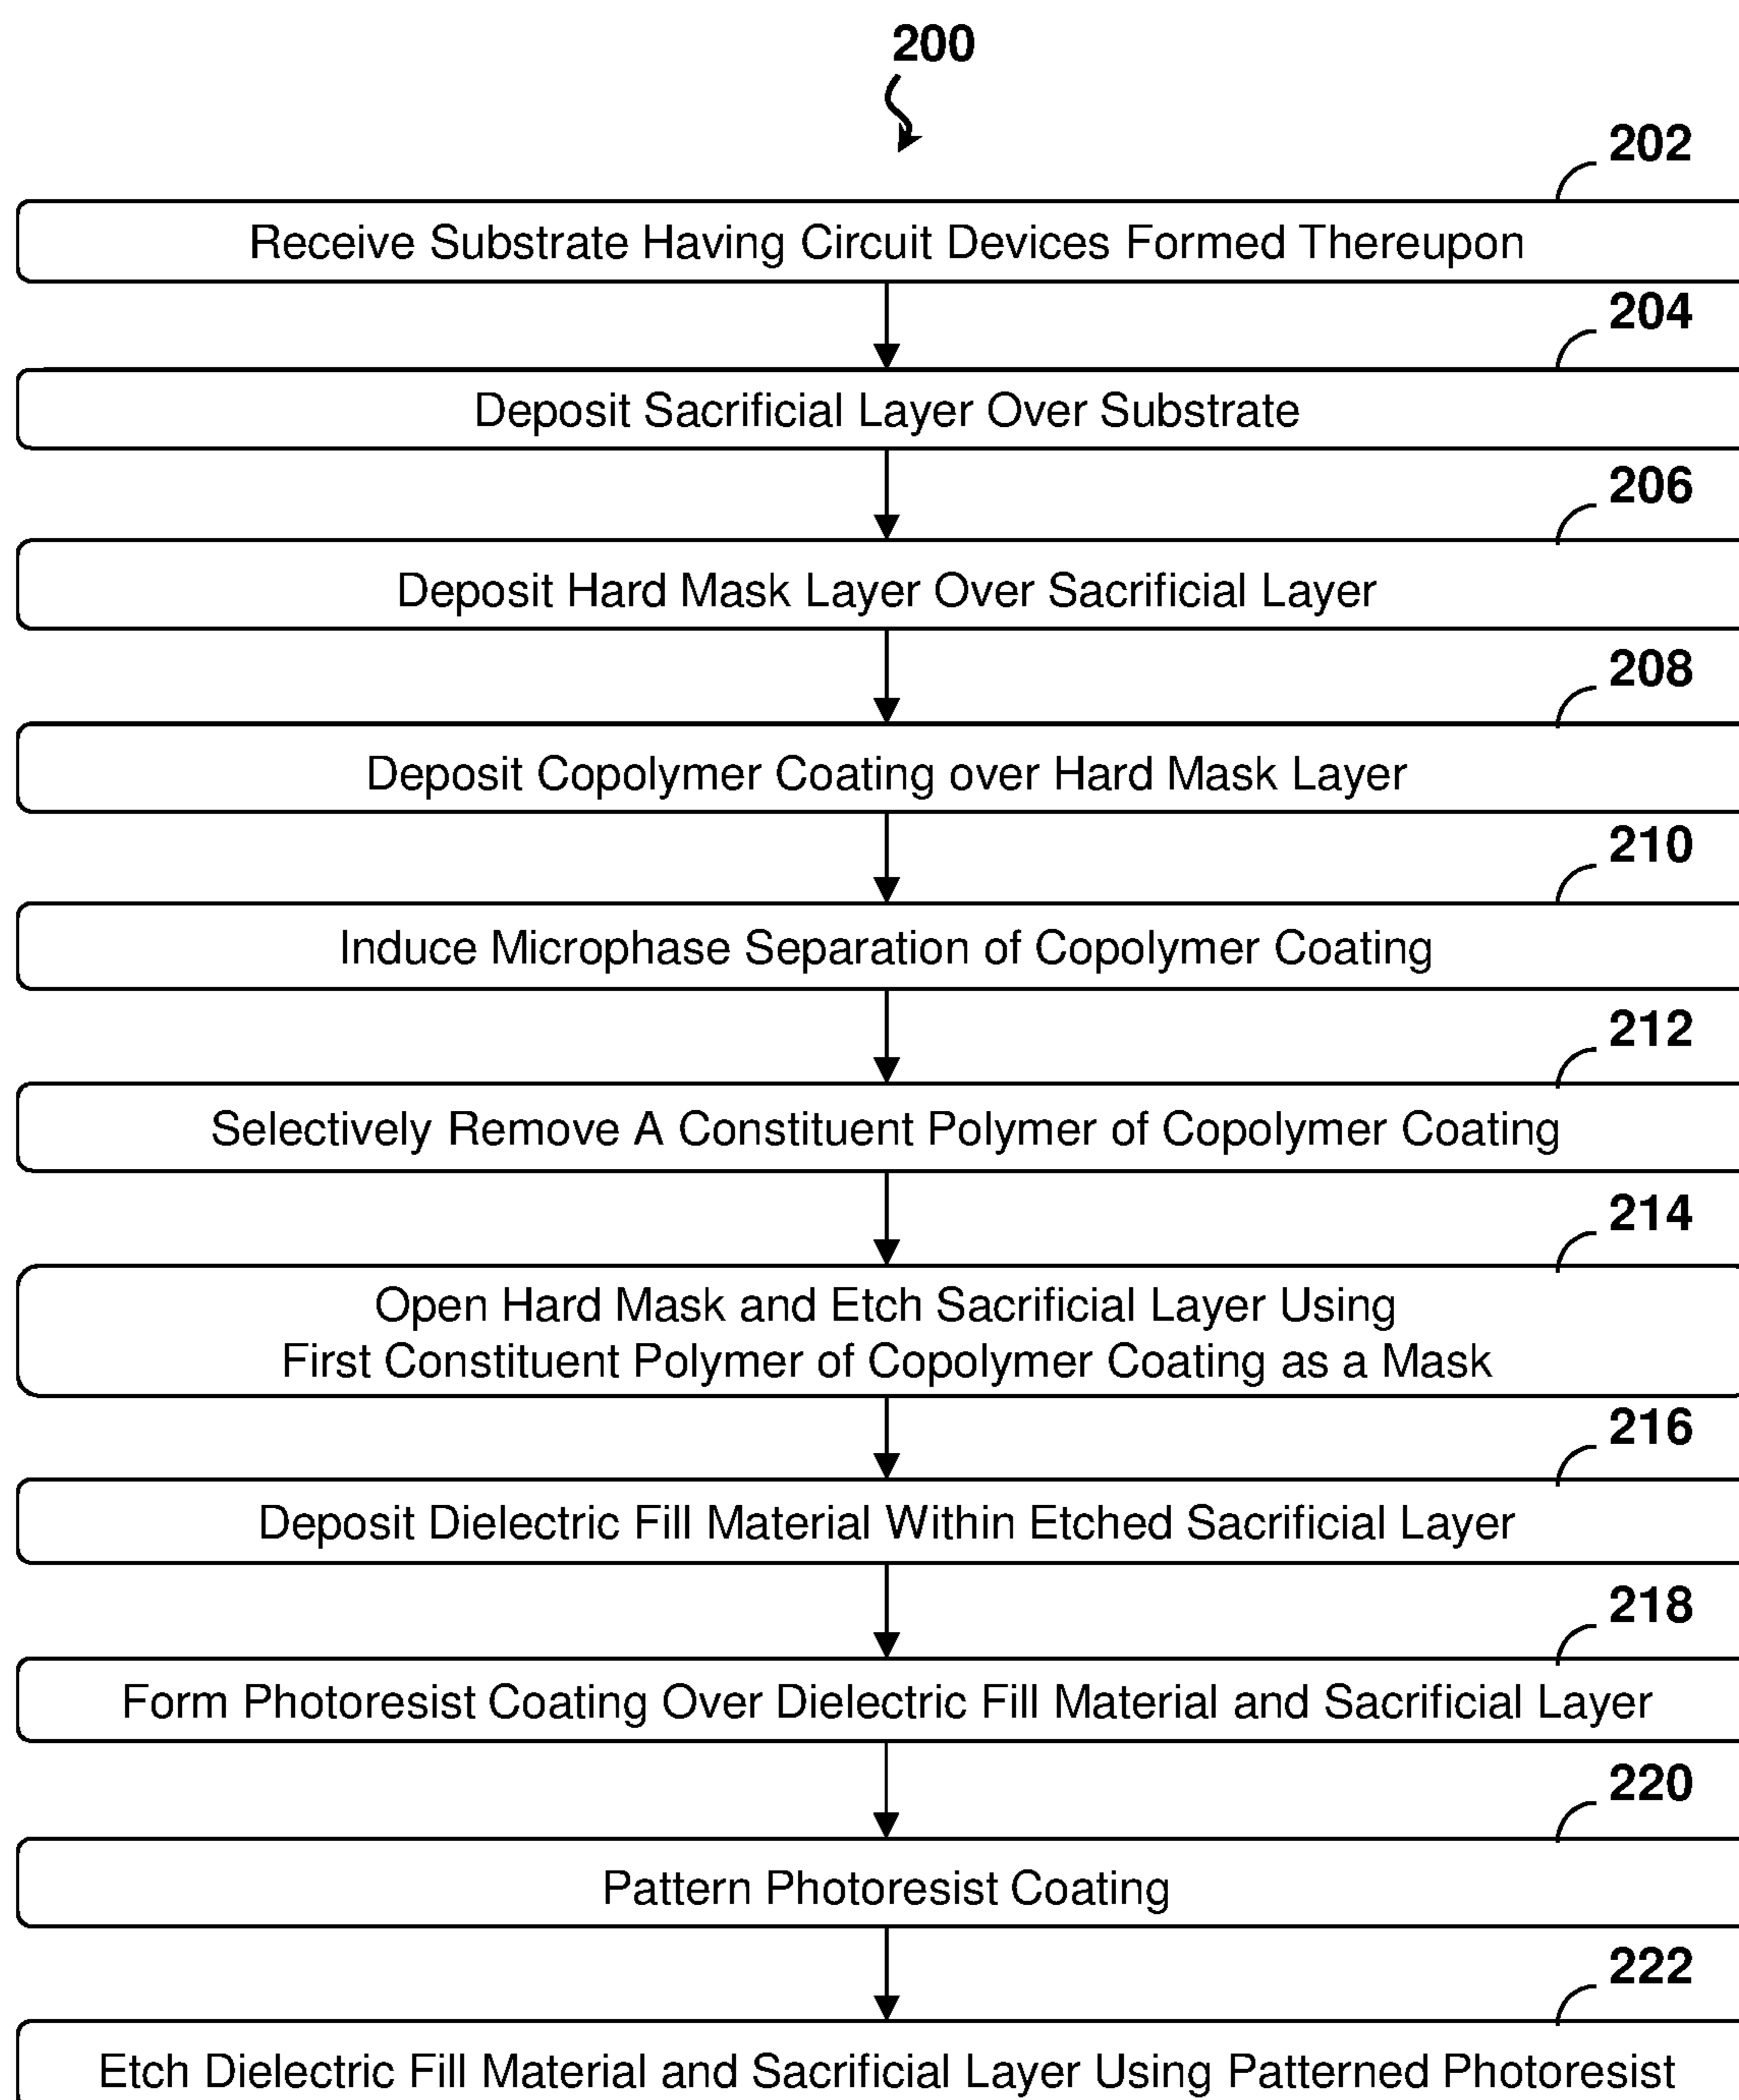 200
202
Receive Substrate Having Circuit Devices Formed Thereupon
204
Deposit Sacrificial Layer Over Substrate
206
Deposit Hard Mask Layer Over Sacrificial Layer
208
Deposit Copolymer Coating over Hard Mask Layer
210
Induce Microphase Separation of Copolymer Coating
212
Selectively Remove A Constituent Polymer of Copolymer Coating
214
Open Hard Mask and Etch Sacrificial Layer Using
First Constituent Polymer of Copolymer Coating as a Mask
216
Deposit Dielectric Fill Material Within Etched Sacrificial Layer
218
Form Photoresist Coating Over Dielectric Fill Material and Sacrificial Layer
220
Pattern Photoresist Coating
222
Etch Dielectric Fill Material and Sacrificial Layer Using Patterned Photoresist